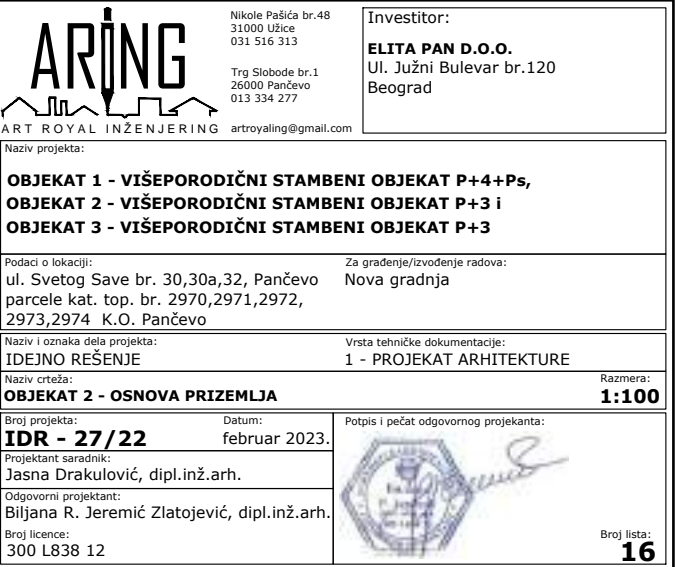 ARING
ART ROYAL INŽENJERING
Nikole Pašića br.48
31000 Užice
031 516 313
Trg Slobode br.1
26000 Pančevo
013 334 277
artroyaling@gmail.com
Investitor:
ELITA PAN D.O.O.
Ul. Južni Bulevar br.120
Beograd
Naziv projekta:
OBJEKAT 1 - VIŠEPORODIČNI STAMBENI OBJEKAT P+4+Ps,
OBJEKAT 2 - VIŠEPORODIČNI STAMBENI OBJEKAT P+3 i
OBJEKAT 3 - VIŠEPORODIČNI STAMBENI OBJEKAT P+3
Podaci o lokaciji:
ul. Svetog Save br. 30,30a,32, Pančevo
parcele kat. top. br. 2970,2971,2972,
2973,2974 K.O. Pančevo
Za građenje/izvođenje radova:
Nova gradnja
Naziv i oznaka dela projekta:
IDEJNO REŠENJE
Vrsta tehničke dokumentacije:
1 - PROJEKAT ARHITEKTURE
Naziv crteža:
OBJEKAT 2 - OSNOVA PRIZEMLJA
Razmera:
1:100
Broj projekta:
IDR - 27/22
Datum:
februar 2023.
Projektant saradnik:
Jasna Drakulović, dipl.inž.arh.
Odgovorni projektant:
Biljana R. Jeremić Zlatojević, dipl.inž.arh.
Broj licence:
300 L838 12
Potpis i pečat odgovornog projekanta:
Broj lista:
16